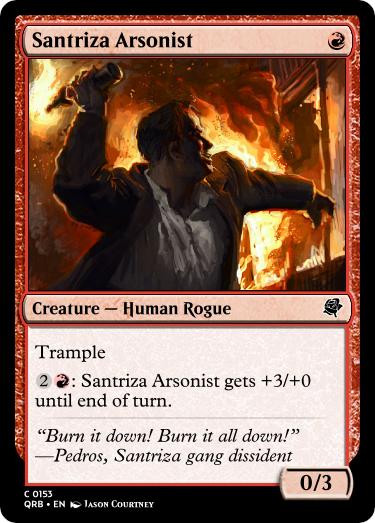 Santriza Arsonist
Creature — Human Rogue
Trample
2 : Santriza Arsonist gets +3/+0
until end of turn.
“Burn it down! Burn it all down!”
—Pedros, Santriza gang dissident
0/3
C 0153
QRB • EN Jason Courtney